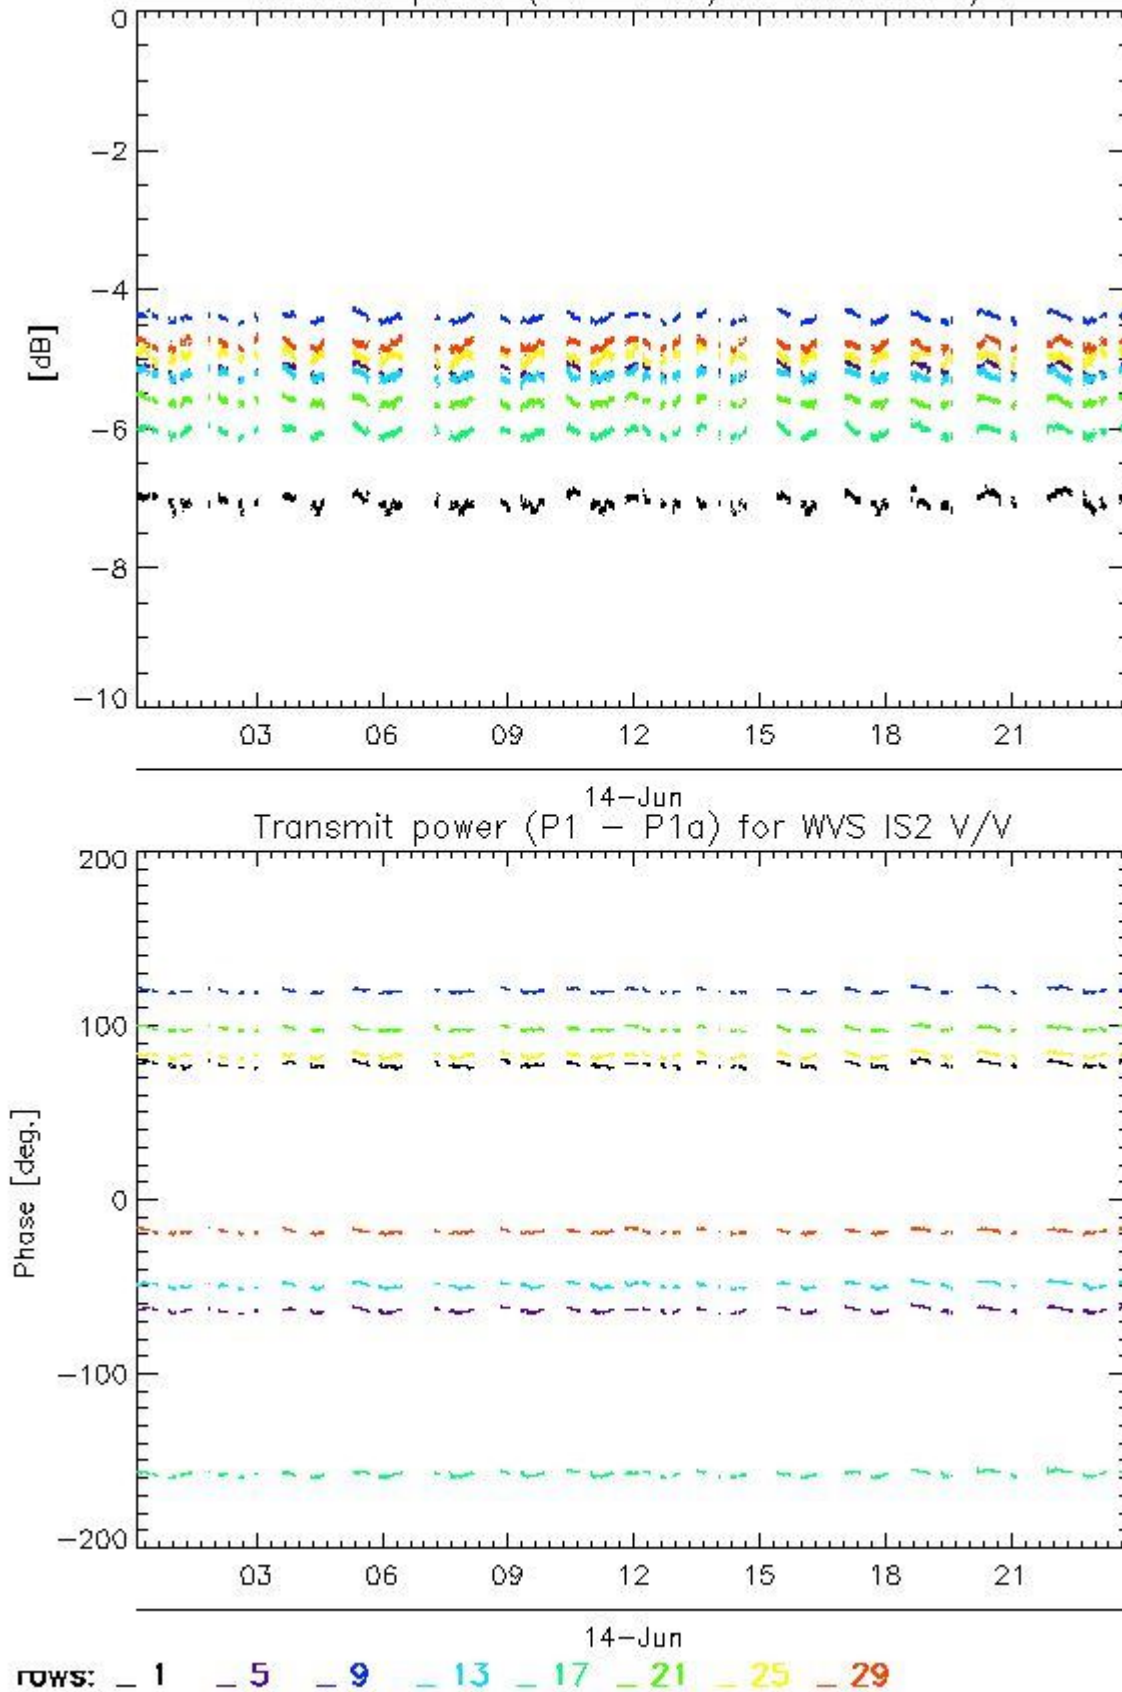 0
−2
−4
[dB]
−6
−8
−10
03 06 09 12 15 18 21
14−Jun
Transmit power (P1 − P1a) for WVS IS2 V/V
200
100
Phase [deg.]
0
−100
−200
03 06 09 12 15 18 21
14−Jun
rows: _ 1 _ 5 _ 9 _ 13 _ 17 _ 21 _ 25 _ 29